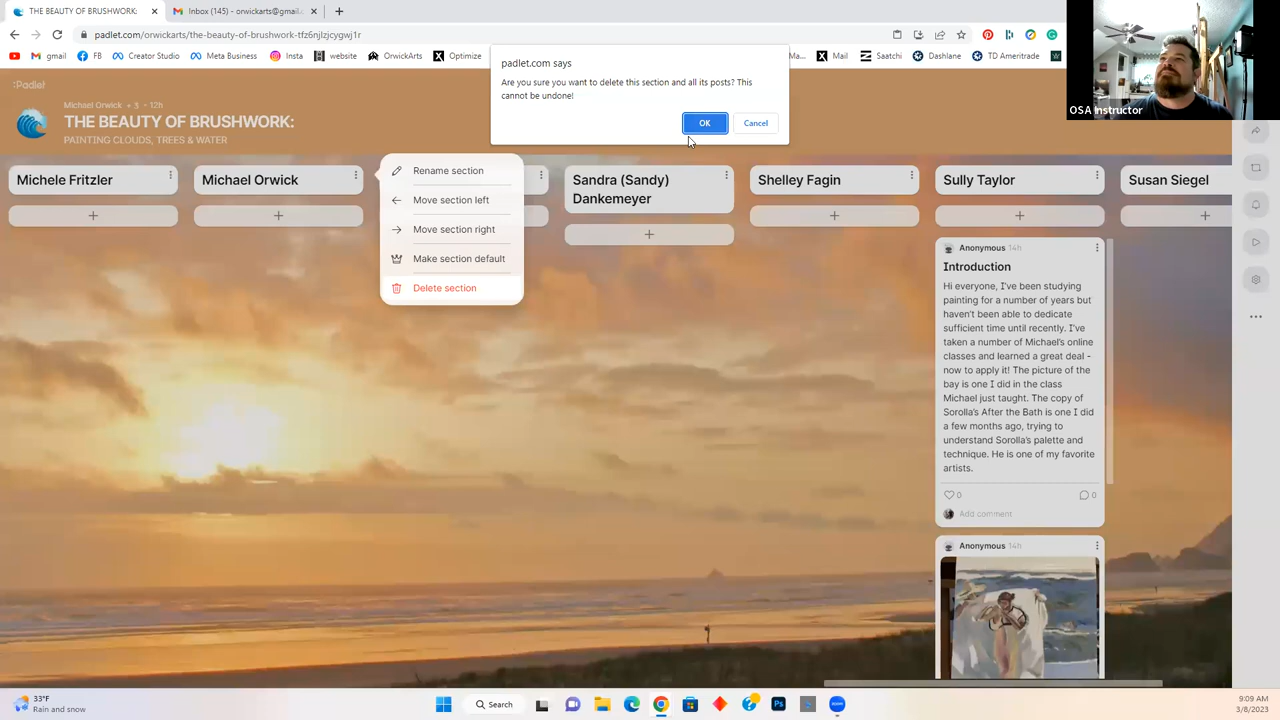 THE BEAUTY OF BRUSHWORK:
Inbox (145) - orwickarts@gmail.c
padlet.com/orwickarts/the-beauty-of-brushwork-tfz6njlzjcygwj1r
gmail
FB
Creator Studio
Meta Business
Insta
website
OrwickArts
Optimize
Ma...
Mail
Saatchi
Dashlane
TD Ameritrade
OSA Instructor
padlet.com says
Are you sure you want to delete this section and all its posts? This
cannot be undone!
OK
Cancel
:Padlet
Michael Orwick + 3 • 12h
THE BEAUTY OF BRUSHWORK:
PAINTING CLOUDS, TREES & WATER
Michele Fritzler
Michael Orwick
Rename section
Move section left
Move section right
Make section default
Delete section
Sandra (Sandy)
Dankemeyer
Shelley Fagin
Sully Taylor
Susan Siegel
Anonymous 14h
Introduction
Hi everyone, I've been studying
painting for a number of years but
haven't been able to dedicate
sufficient time until recently. I've
taken a number of Michael's online
classes and learned a great deal -
now to apply it! The picture of the
bay is one I did in the class
Michael just taught. The copy of
Sorolla's After the Bath is one I did
a few months ago, trying to
understand Sorolla's palette and
technique. He is one of my favorite
artists.
0
0
Add comment
Anonymous 14h
33°F
Rain and snow
Search
Ps
zoom
9:09 AM
3/8/2023